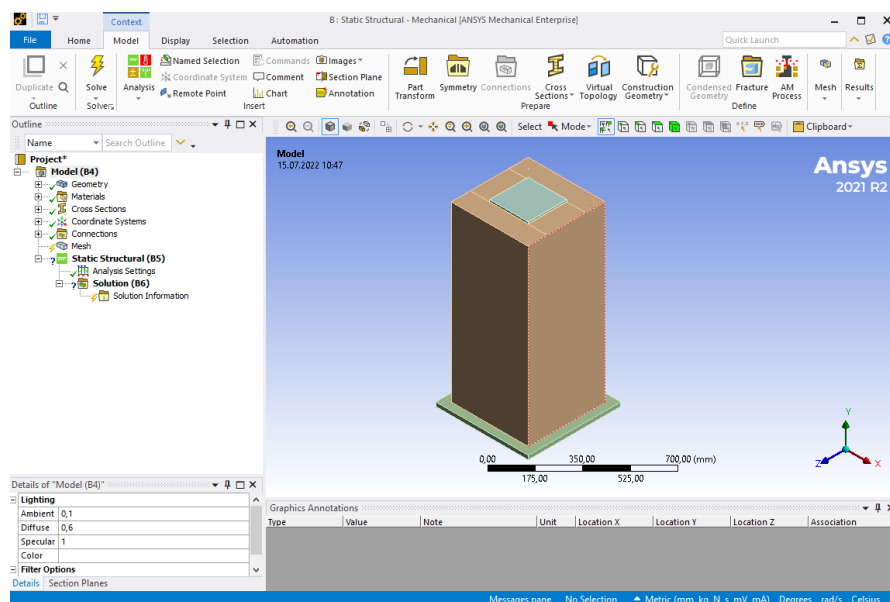 B : Static Structural - Mechanical [ANSYS Mechanical Enterprise]
Context
File Home Model Display Selection Automation Quick Launch
Duplicate
Outline
Solve
Solver
Analysis
Named Selection
Coordinate System
Remote Point
Commands
Comment
Chart
Images
Section Plane
Annotation
Insert
Part Transform
Symmetry
Connections
Cross Sections
Virtual Topology
Construction Geometry
Prepare
Condensed Geometry
Fracture
AM Process
Define
Mesh
Results
Outline
Name Search Outline
Project*
Model (B4)
Geometry
Materials
Cross Sections
Coordinate Systems
Connections
Mesh
Static Structural (B5)
Analysis Settings
Solution (B6)
Solution Information
Select Mode Clipboard
Model
15.07.2022 10:47
Ansys
2021 R2
0,00 350,00 700,00 (mm)
175,00 525,00
Y
Z X
Details of "Model (B4)"
Lighting
Ambient 0,1
Diffuse 0,6
Specular 1
Color
Filter Options
Details Section Planes
Graphics Annotations
Type Value Note Unit Location X Location Y Location Z Association
Messages pane No Selection Metric (mm, kg, N, s, mV, mA) Degrees rad/s Celsius